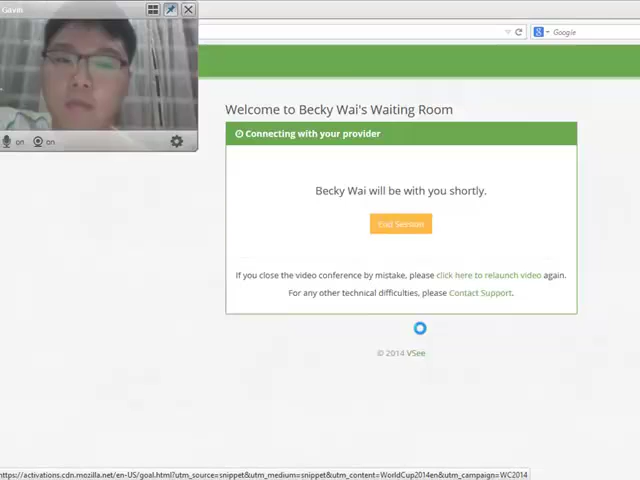 Gavin
Google
Welcome to Becky Wai's Waiting Room
Connecting with your provider
on
on
Becky Wai will be with you shortly.
End Session
If you close the video conference by mistake, please click here to relaunch video again.
For any other technical difficulties, please Contact Support.
© 2014 VSee
https://activations.cdn.mozilla.net/en-US/goal.html?utm_source=snippet&utm_medium=snippet&utm_content=WorldCup2014en&utm_campaign=WC2014